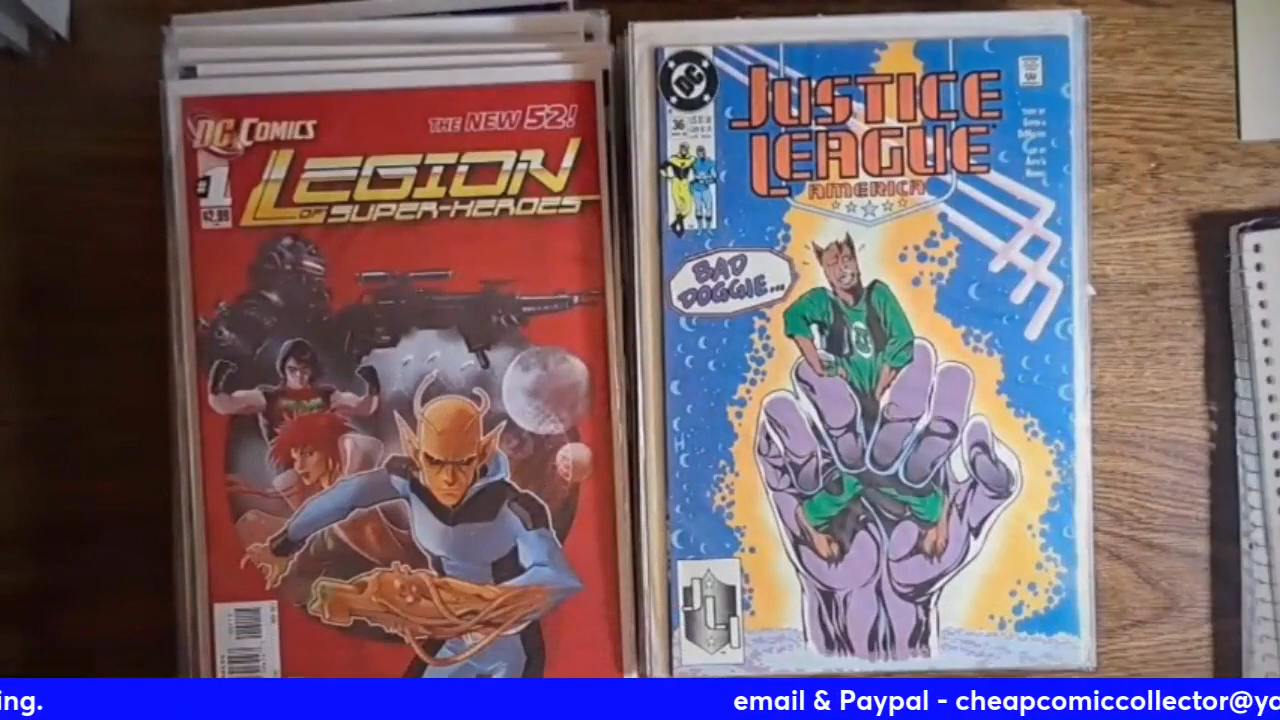 DC COMICS
THE NEW 52!
#1
LEGION
OF SUPER-HEROES
DC
JUSTICE
LEAGUE
AMERICA
36
BAD
DOGGIE...
ing.
email & Paypal - cheapcomiccollector@ya